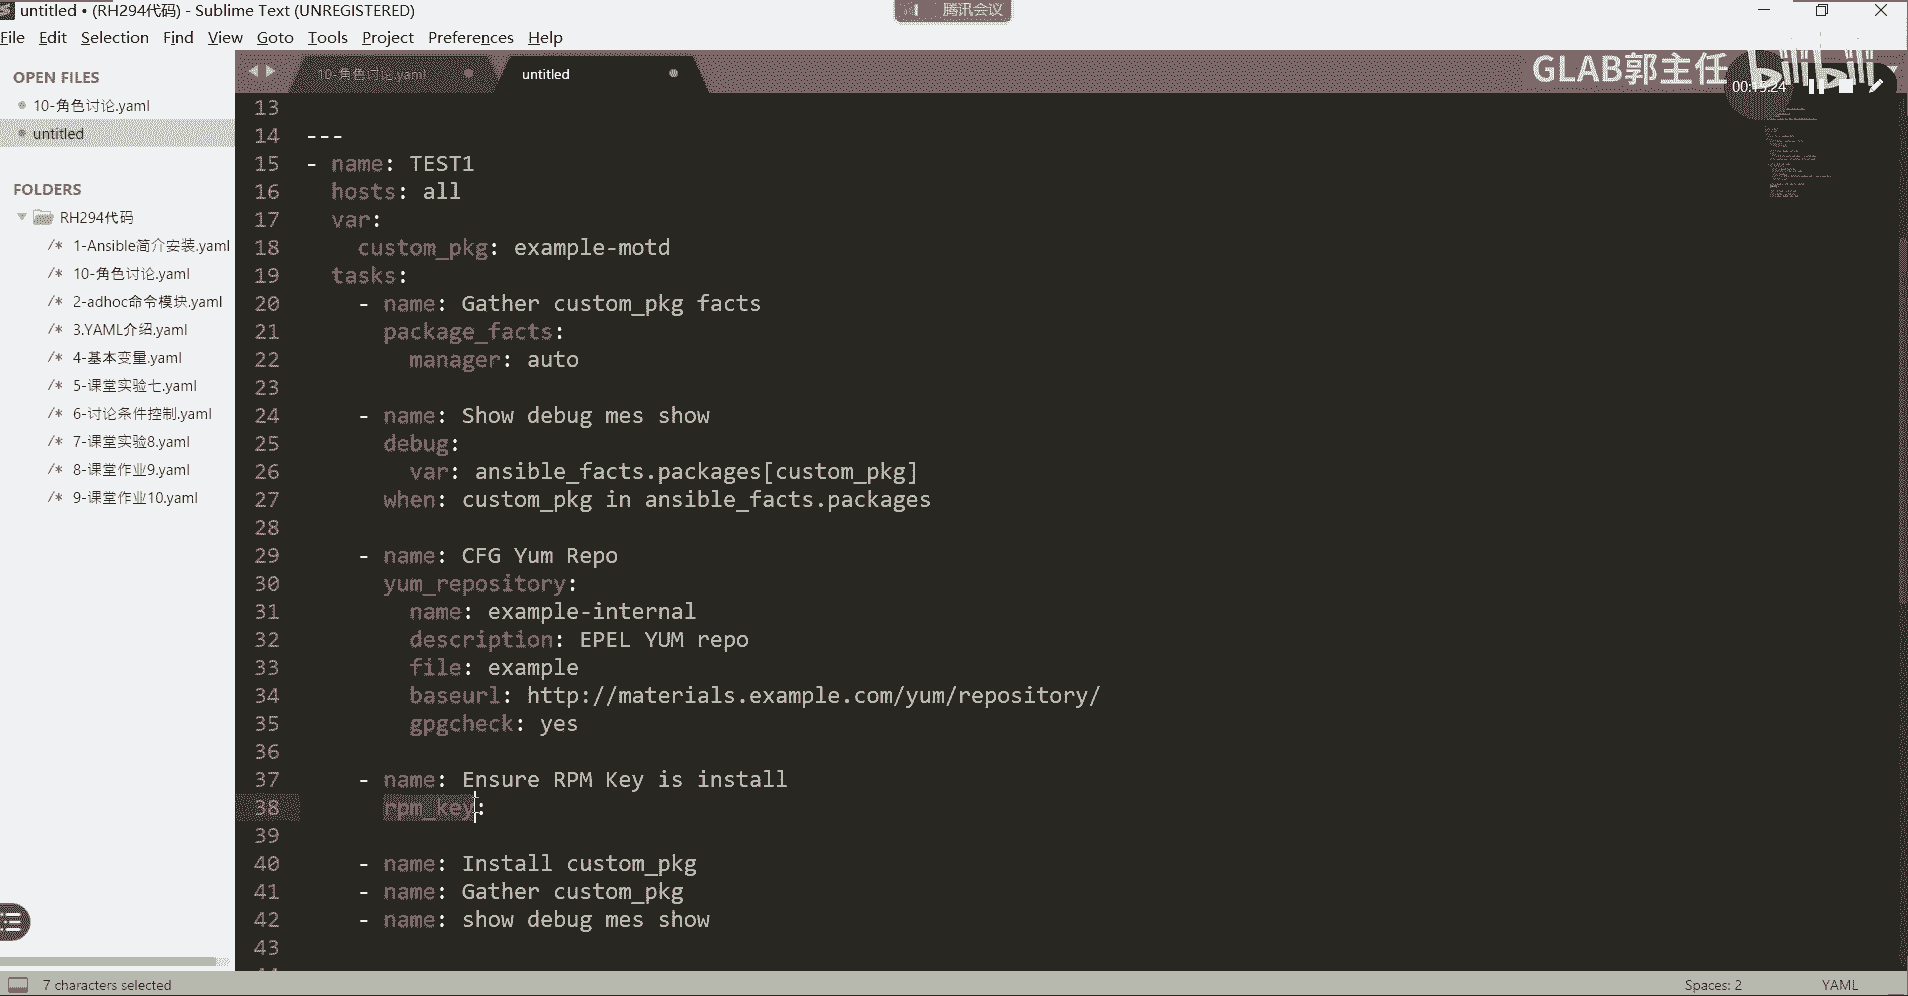 untitled • (RH294代码) - Sublime Text (UNREGISTERED)
腾讯会议
File Edit Selection Find View Goto Tools Project Preferences Help
OPEN FILES
10-角色讨论.yaml
untitled
FOLDERS
RH294代码
/* 1-Ansible简介安装.yaml
/* 10-角色讨论.yaml
/* 2-adhoc命令模块.yaml
/* 3.YAML介绍.yaml
/* 4-基本变量.yaml
/* 5-课堂实验七.yaml
/* 6-讨论条件控制.yaml
/* 7-课堂实验8.yaml
/* 8-课堂作业9.yaml
/* 9-课堂作业10.yaml
10-角色讨论.yaml
untitled
GLAB郭主任 bilibili
13
14 ---
15 - name: TEST1
16 hosts: all
17 var:
18 custom_pkg: example-motd
19 tasks:
20 - name: Gather custom_pkg facts
21 package_facts:
22 manager: auto
23
24 - name: Show debug mes show
25 debug:
26 var: ansible_facts.packages[custom_pkg]
27 when: custom_pkg in ansible_facts.packages
28
29 - name: CFG Yum Repo
30 yum_repository:
31 name: example-internal
32 description: EPEL YUM repo
33 file: example
34 baseurl: http://materials.example.com/yum/repository/
35 gpgcheck: yes
36
37 - name: Ensure RPM Key is install
38 rpm_key:
39
40 - name: Install custom_pkg
41 - name: Gather custom_pkg
42 - name: show debug mes show
43
7 characters selected
Spaces: 2
YAML